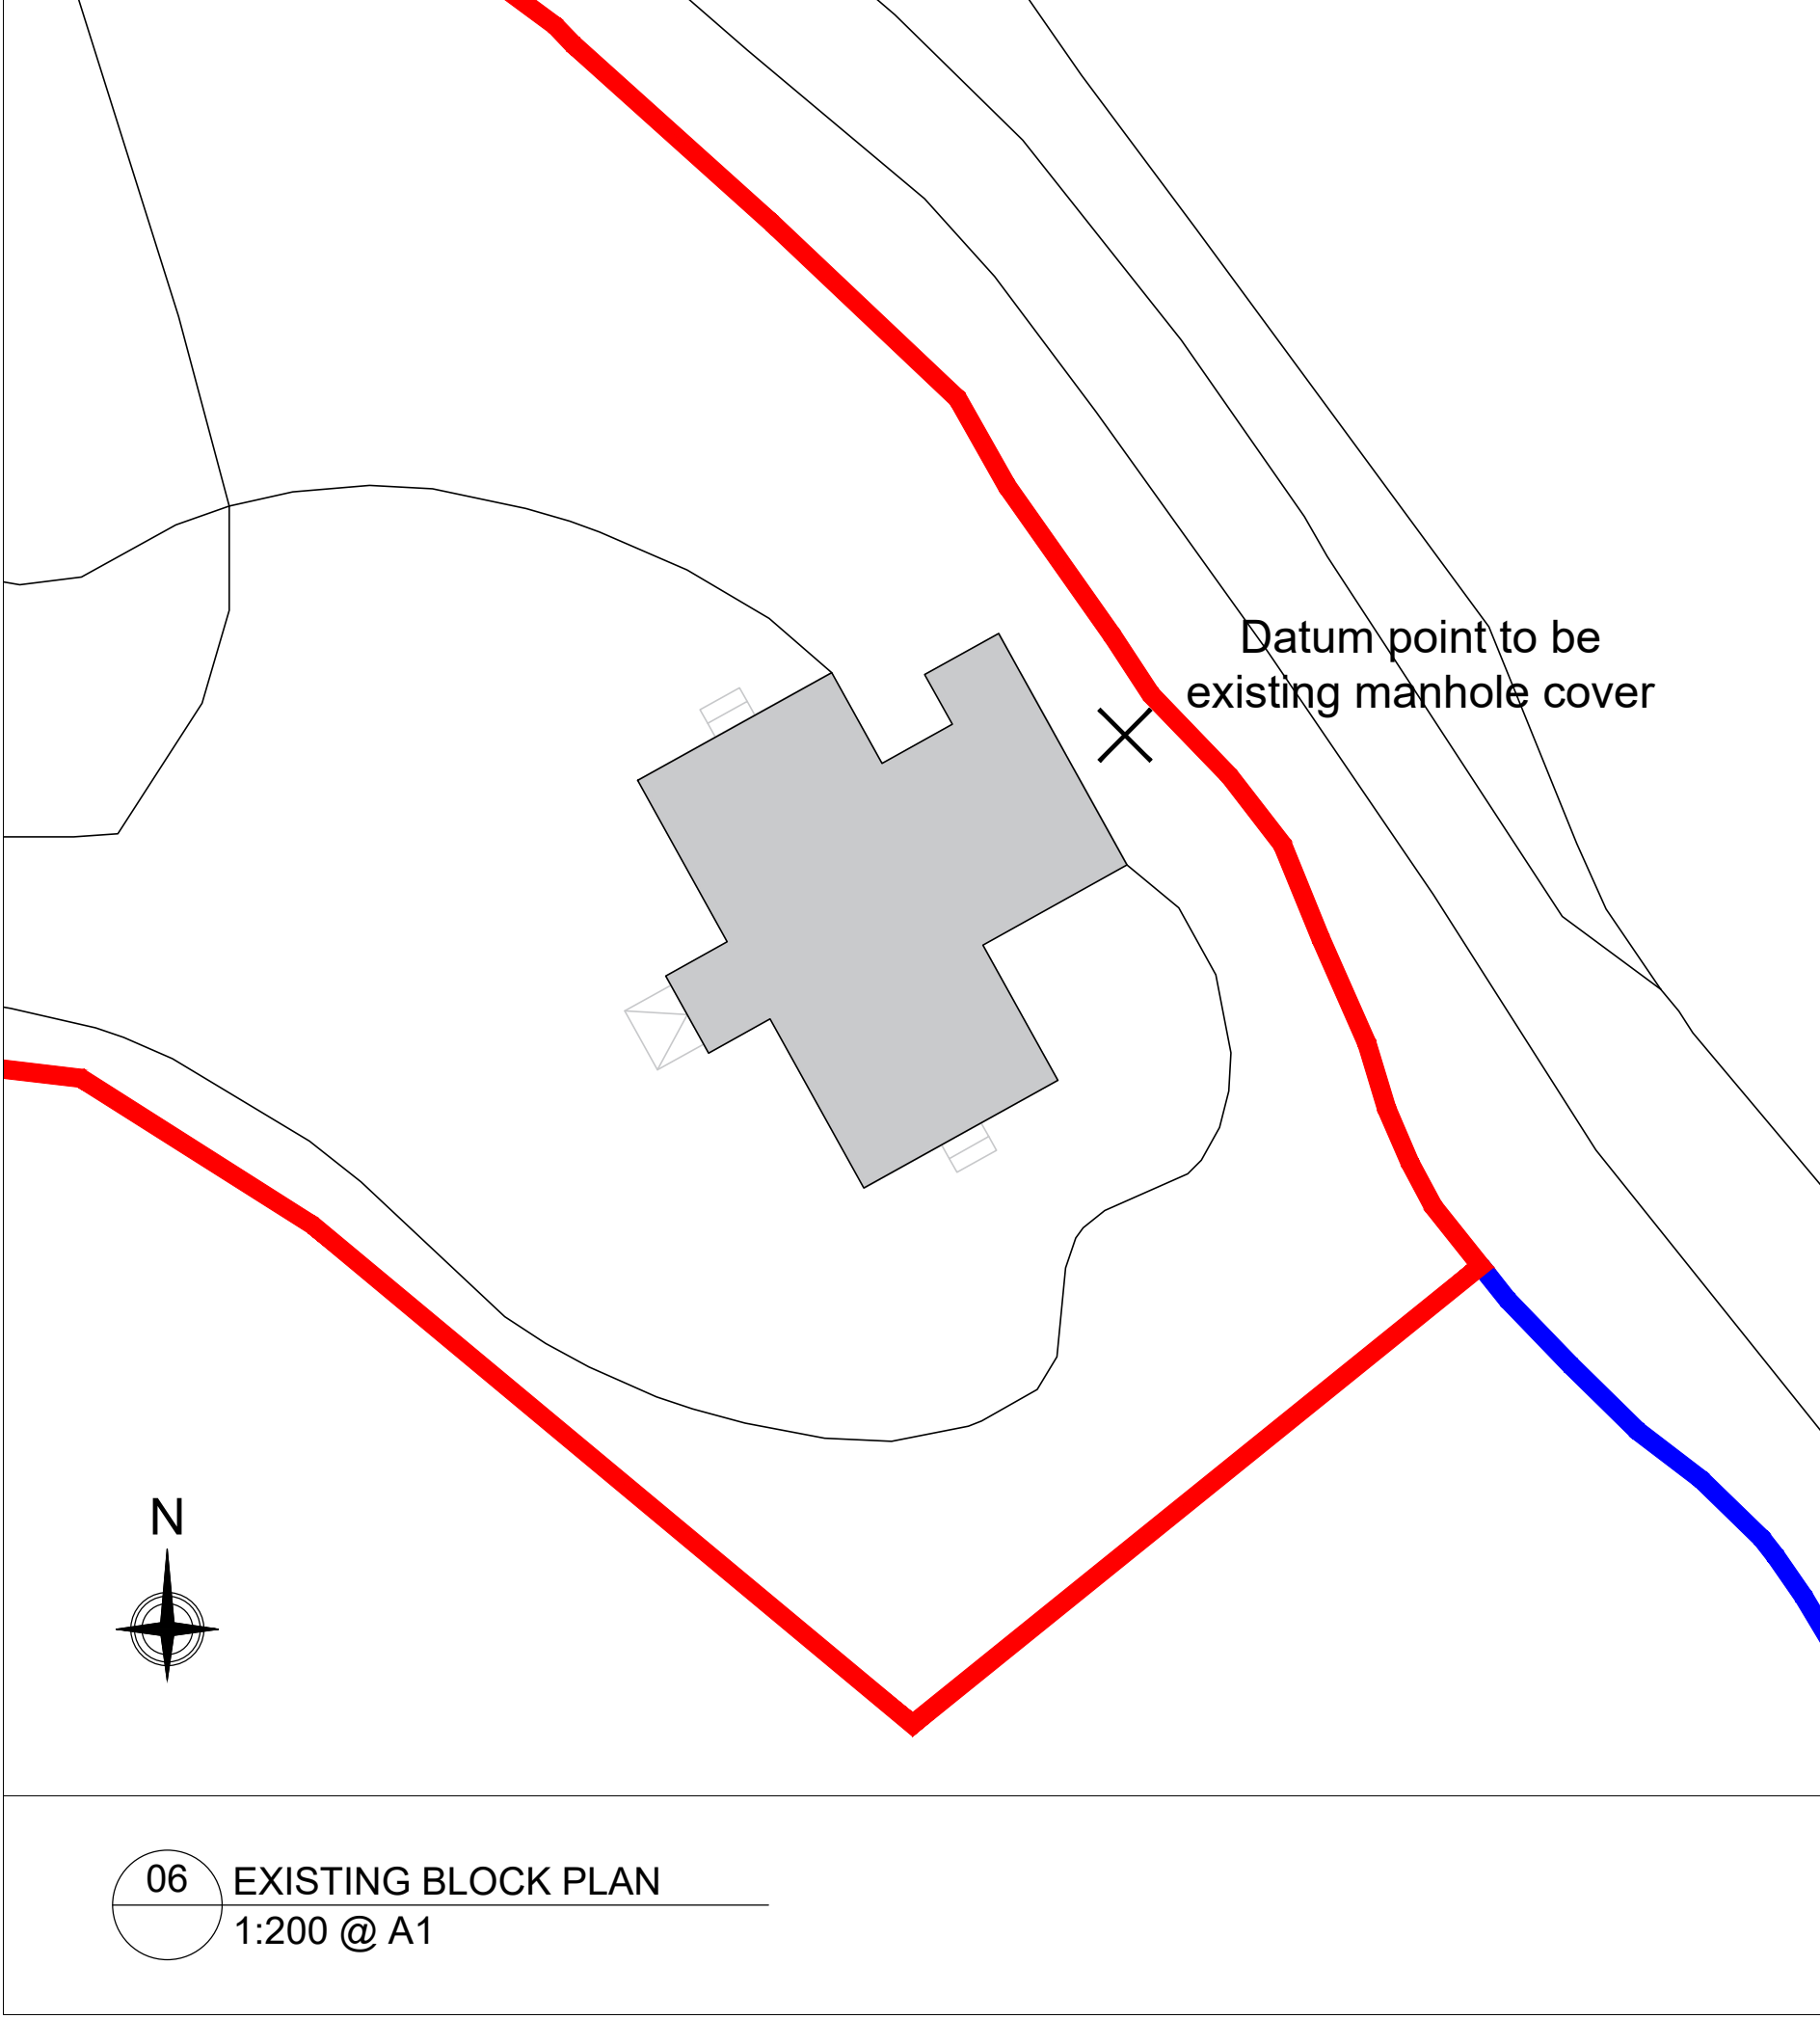 Datum point to be
existing manhole cover
N
06
EXISTING BLOCK PLAN
1:200 @ A1